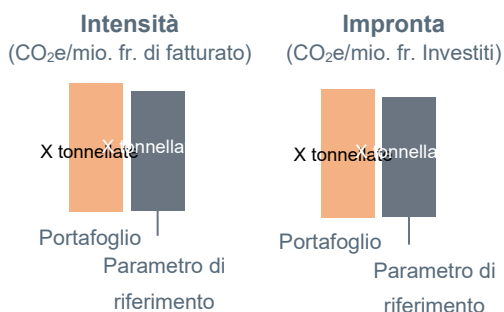 Intensità
(CO₂e/mio. fr. di fatturato)
X tonnellate
X tonnella
Portafoglio
Parametro di
riferimento
Impronta
(CO₂e/mio. fr. Investiti)
X tonnellate
X tonnella
Portafoglio
Parametro di
riferimento